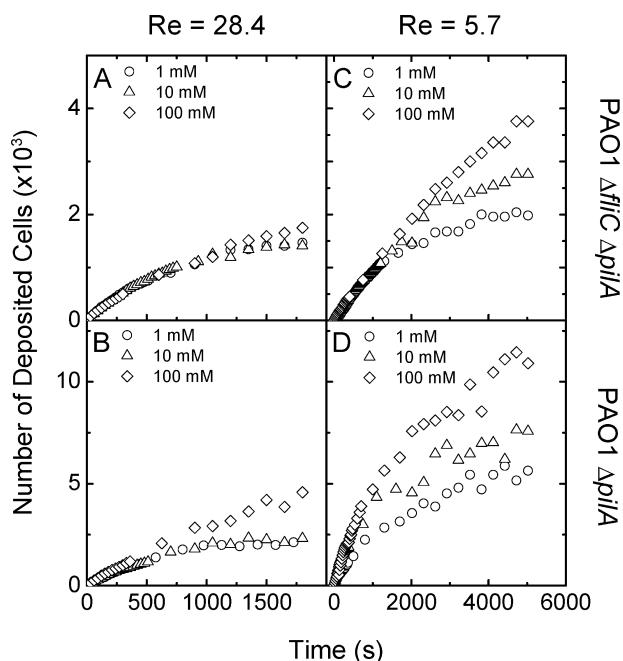 Re = 28.4
Re = 5.7
A
1 mM
10 mM
100 mM
C
1 mM
10 mM
100 mM
4
2
0
PAO1 ΔfliC ΔpilA
B
1 mM
10 mM
100 mM
D
1 mM
10 mM
100 mM
10
5
0
PAO1 ΔpilA
Number of Deposited Cells (x10³)
0 500 1000 1500
0 2000 4000 6000
Time (s)